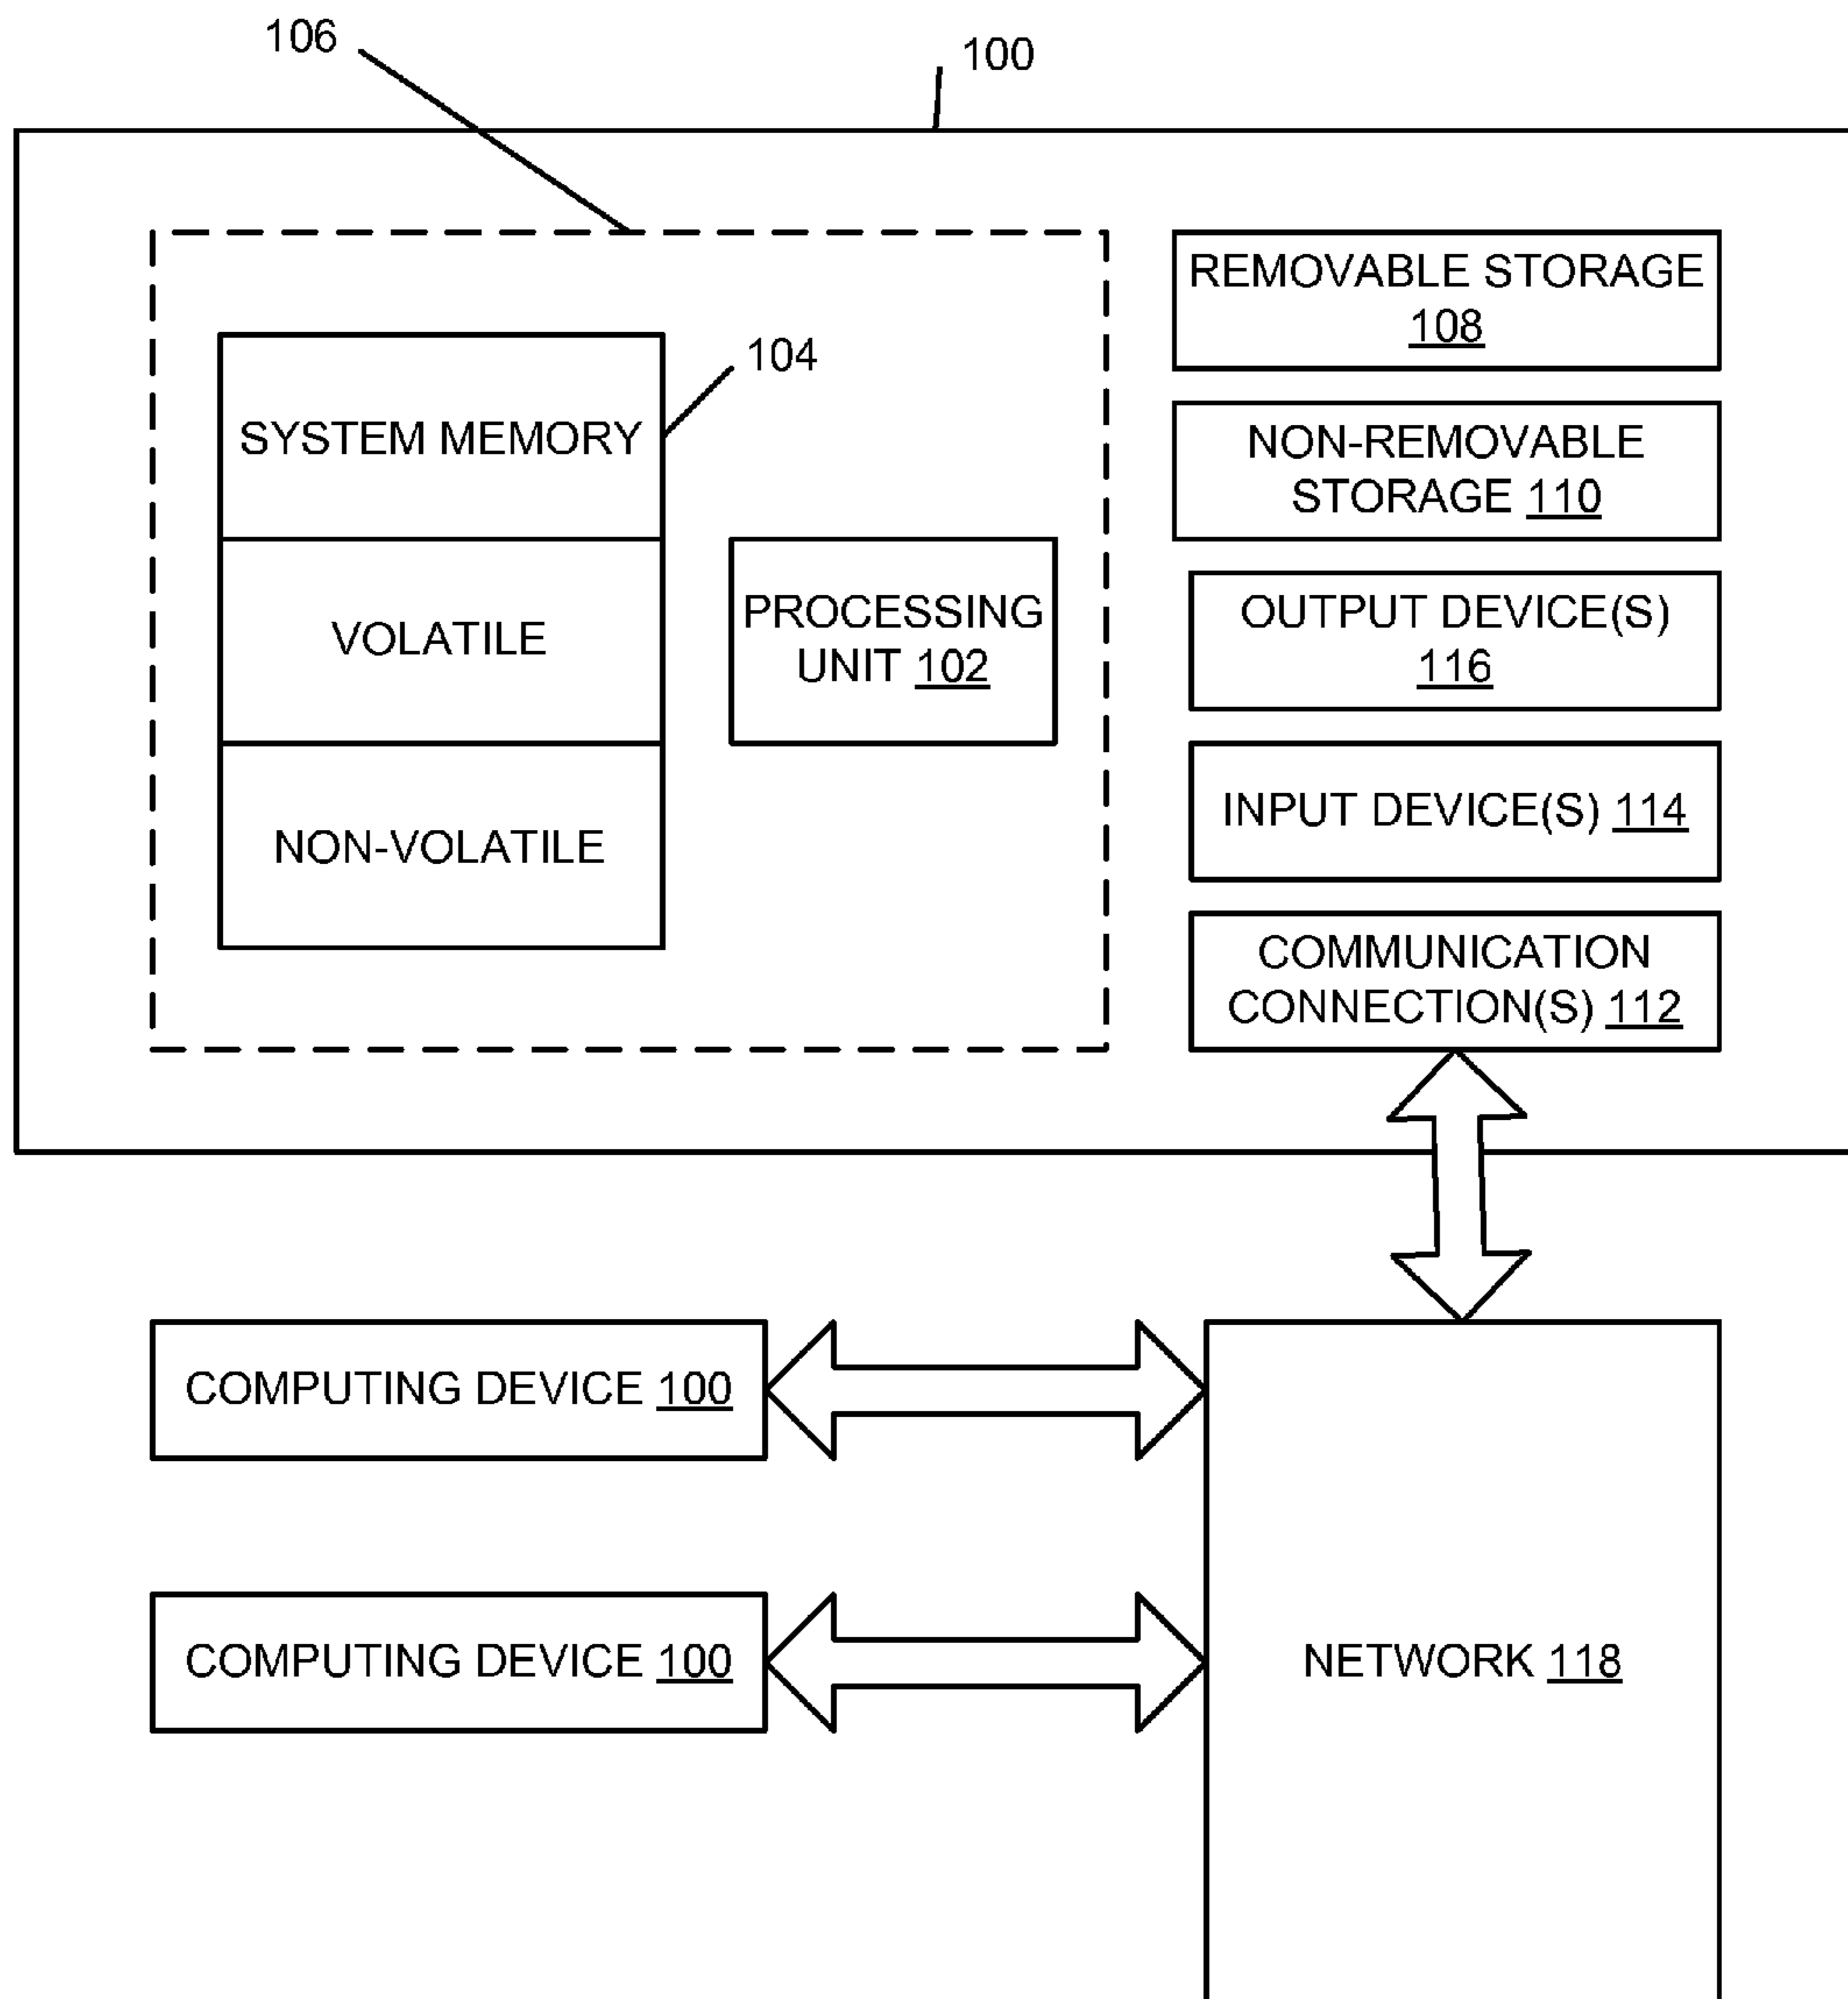 106
100
REMOVABLE STORAGE
108
104
SYSTEM MEMORY
NON-REMOVABLE
STORAGE 110
VOLATILE
PROCESSING
UNIT 102
OUTPUT DEVICE(S)
116
NON-VOLATILE
INPUT DEVICE(S) 114
COMMUNICATION
CONNECTION(S) 112
COMPUTING DEVICE 100
COMPUTING DEVICE 100
NETWORK 118